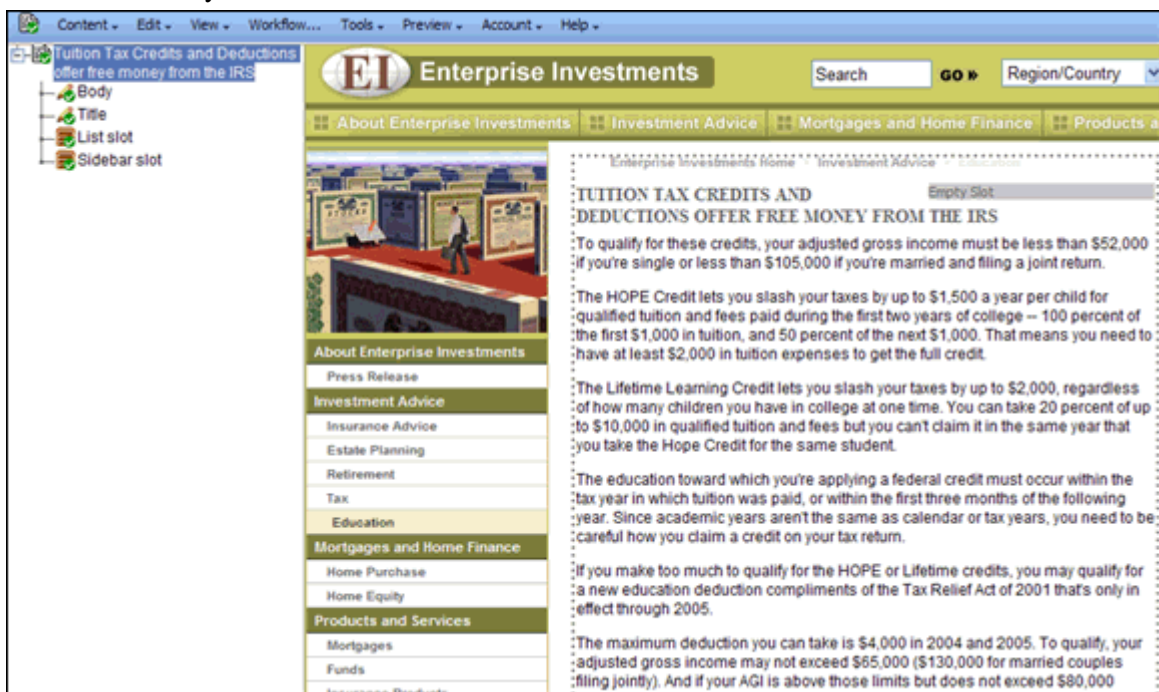 Content Edit View Workflow... Tools Preview Account Help
Tuition Tax Credits and Deductions
offer free money from the IRS
Body
Title
List slot
Sidebar slot
EI Enterprise Investments
Search GO Region/Country
About Enterprise Investments Investment Advice Mortgages and Home Finance Products a
STOCKS
About Enterprise Investments
Press Release
Investment Advice
Insurance Advice
Estate Planning
Retirement
Tax
Education
Mortgages and Home Finance
Home Purchase
Home Equity
Products and Services
Mortgages
Funds
Insurance Products
Enterprise Investments Home Investment Advice Education
Empty Slot
TUITION TAX CREDITS AND
DEDUCTIONS OFFER FREE MONEY FROM THE IRS
To qualify for these credits, your adjusted gross income must be less than $52,000
if you're single or less than $105,000 if you're married and filing a joint return.
The HOPE Credit lets you slash your taxes by up to $1,500 a year per child for
qualified tuition and fees paid during the first two years of college -- 100 percent of
the first $1,000 in tuition, and 50 percent of the next $1,000. That means you need to
have at least $2,000 in tuition expenses to get the full credit.
The Lifetime Learning Credit lets you slash your taxes by up to $2,000, regardless
of how many children you have in college at one time. You can take 20 percent of up
to $10,000 in qualified tuition and fees but you can't claim it in the same year that
you take the Hope Credit for the same student.
The education toward which you're applying a federal credit must occur within the
tax year in which tuition was paid, or within the first three months of the following
year. Since academic years aren't the same as calendar or tax years, you need to be
careful how you claim a credit on your tax return.
If you make too much to qualify for the HOPE or Lifetime credits, you may qualify for
a new education deduction compliments of the Tax Relief Act of 2001 that's only in
effect through 2005.
The maximum deduction you can take is $4,000 in 2004 and 2005. To qualify, your
adjusted gross income may not exceed $65,000 ($130,000 for married couples
filing jointly). And if your AGI is above those limits but does not exceed $80,000